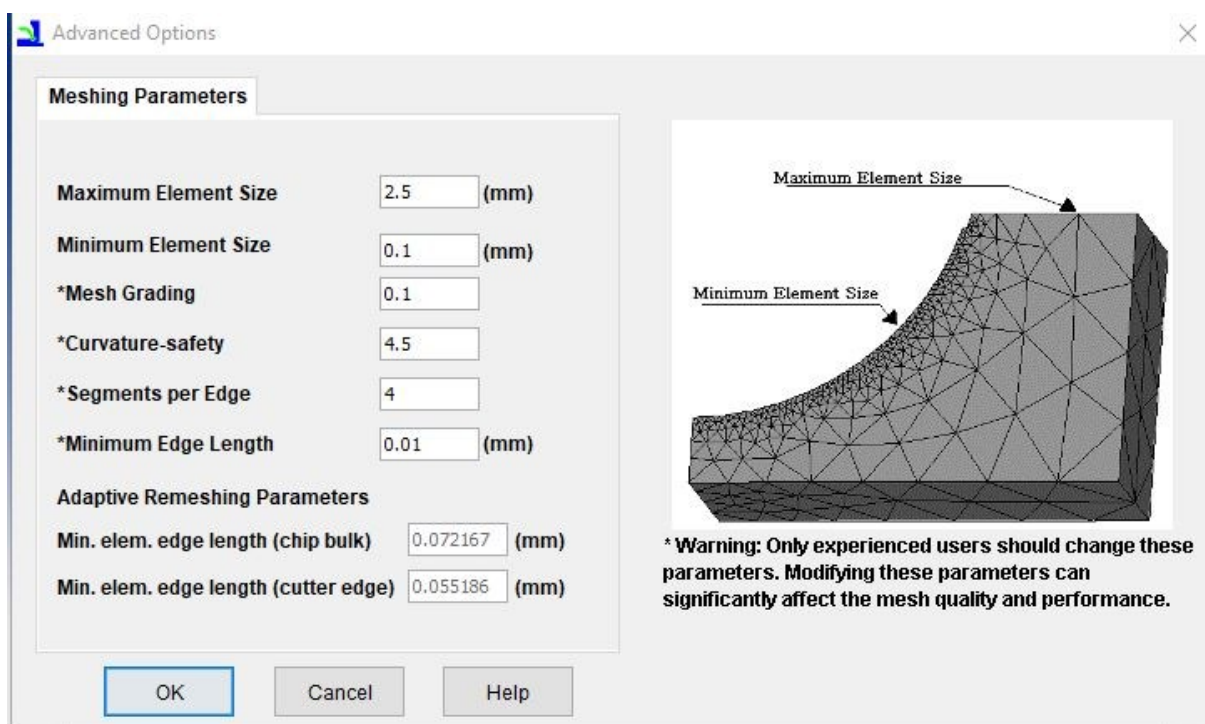 Advanced Options
Meshing Parameters
Maximum Element Size 2.5 (mm)
Minimum Element Size 0.1 (mm)
*Mesh Grading 0.1
*Curvature-safety 4.5
*Segments per Edge 4
*Minimum Edge Length 0.01 (mm)
Adaptive Remeshing Parameters
Min. elem. edge length (chip bulk) 0.072167 (mm)
Min. elem. edge length (cutter edge) 0.055186 (mm)
OK Cancel Help
Maximum Element Size
Minimum Element Size
* Warning: Only experienced users should change these
parameters. Modifying these parameters can
significantly affect the mesh quality and performance.